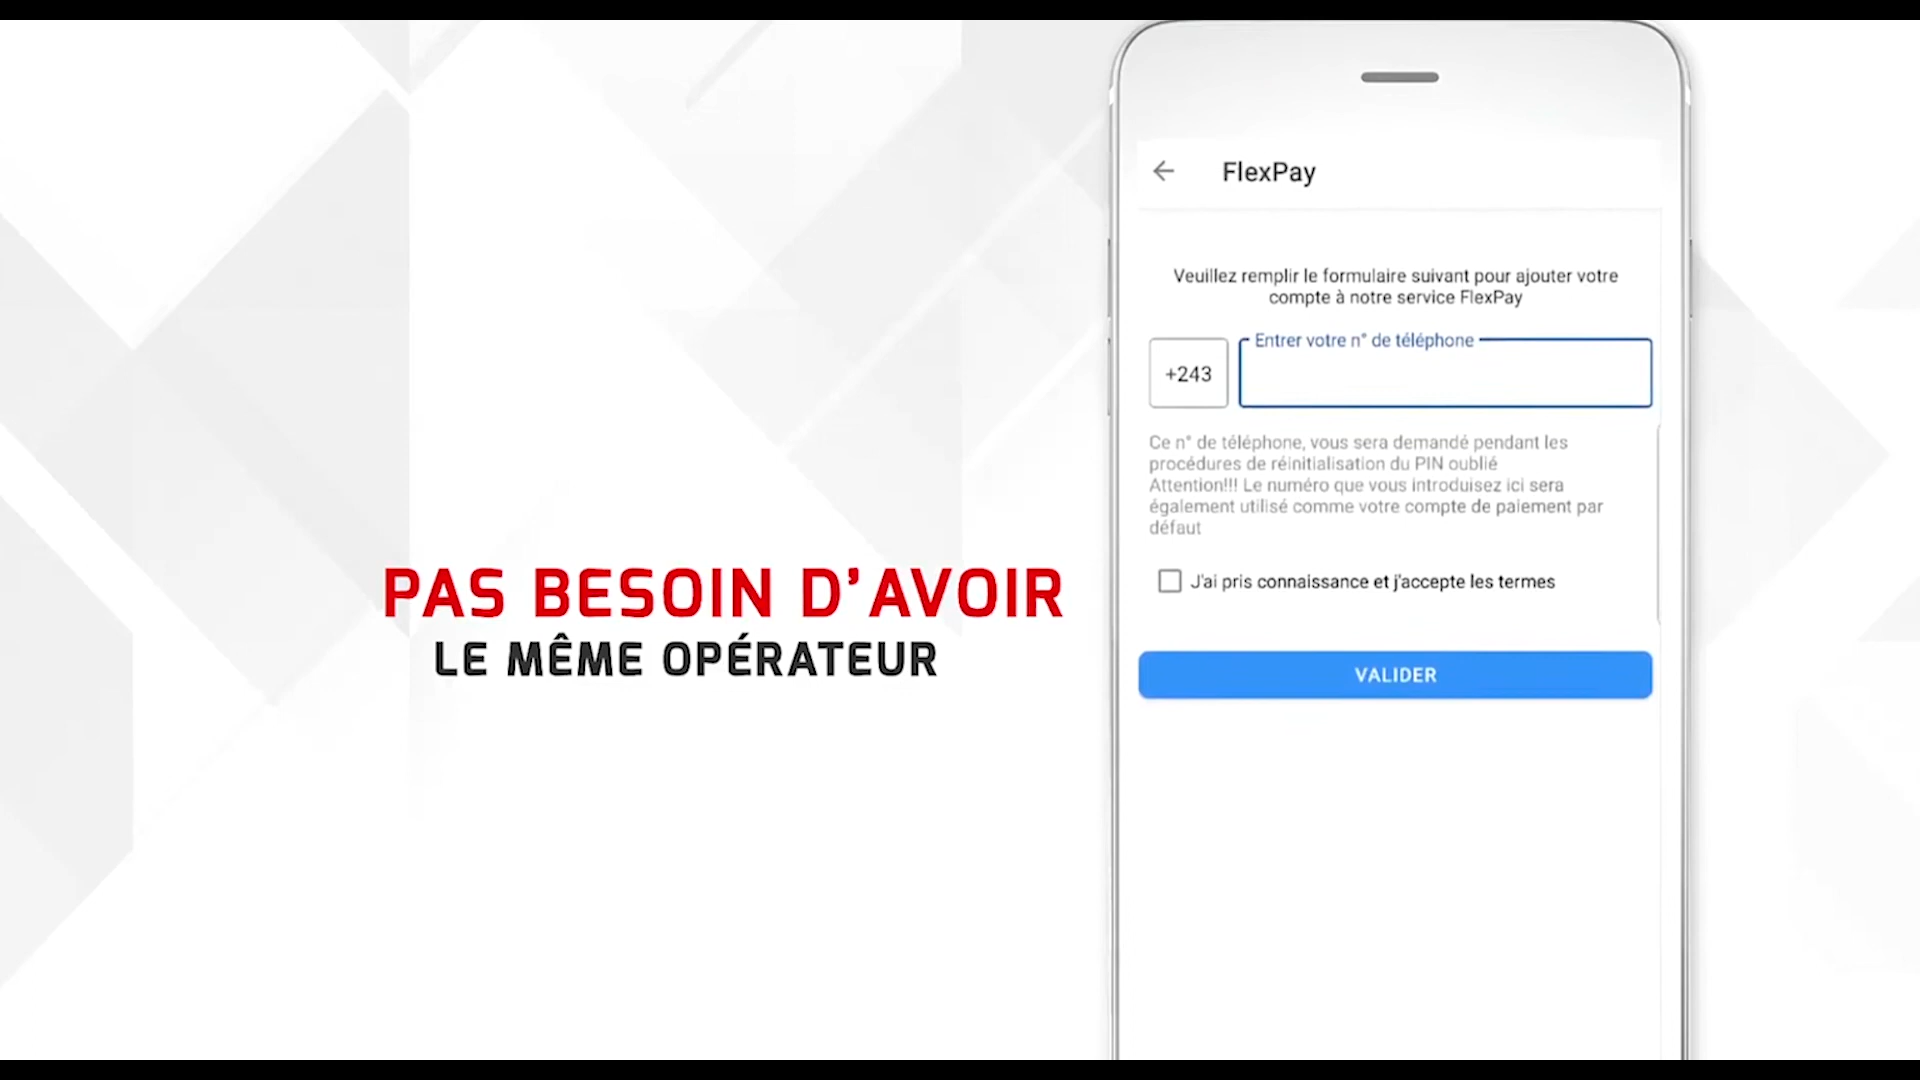 PAS BESOIN D’AVOIR
LE MÊME OPÉRATEUR
FlexPay
Veuillez remplir le formulaire suivant pour ajouter votre
compte à notre service FlexPay
Entrer votre n° de téléphone
+243
Ce n° de téléphone, vous sera demandé pendant les
procédures de réinitialisation du PIN oublié
Attention!!! Le numéro que vous introduisez ici sera
également utilisé comme votre compte de paiement par
défaut
J'ai pris connaissance et j'accepte les termes
VALIDER